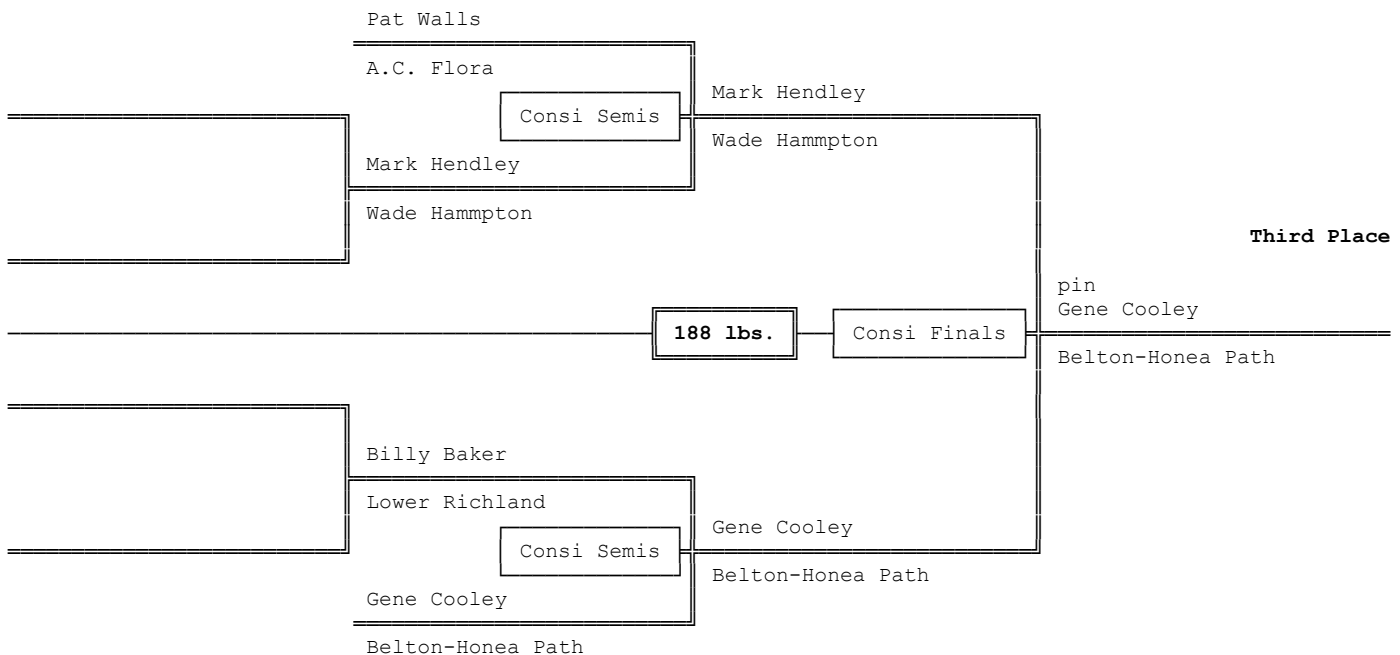 Pat Walls
A.C. Flora
Mark Hendley
Consi Semis
Wade Hammpton
Mark Hendley
Wade Hammpton
Third Place
pin
Gene Cooley
188 lbs.
Consi Finals
Belton-Honea Path
Billy Baker
Lower Richland
Gene Cooley
Consi Semis
Belton-Honea Path
Gene Cooley
Belton-Honea Path